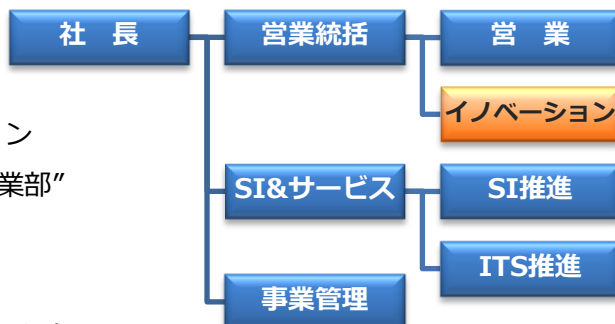 社　長
営業統括
営　業
イノベーション
ン
業部”
SI&サービス
SI推進
ITS推進
事業管理